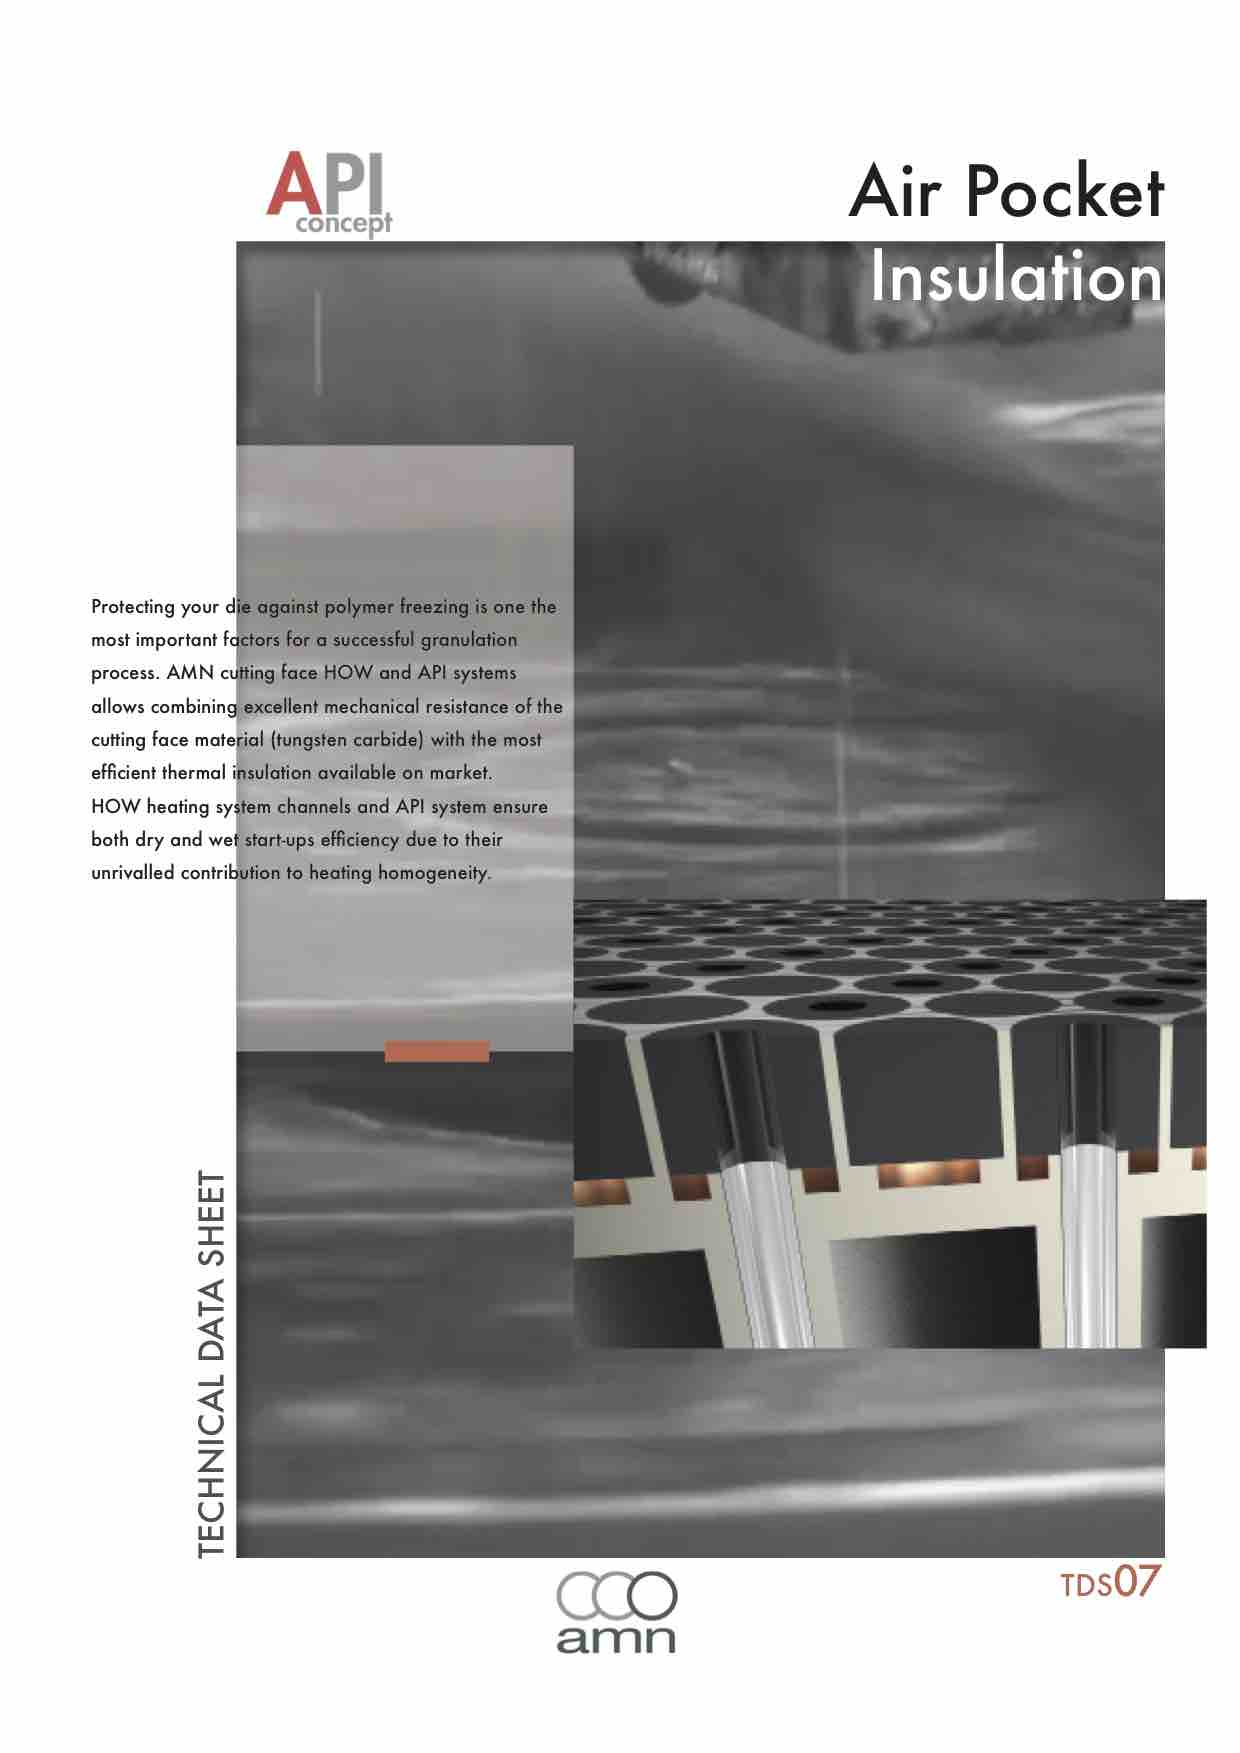 API
concept
Air Pocket
Insulation
Protecting your die against polymer freezing is one the
most important factors for a successful granulation
process. AMN cutting face HOW and API systems
allows combining excellent mechanical resistance of the
cutting face material (tungsten carbide) with the most
efficient thermal insulation available on market.
HOW heating system channels and API system ensure
both dry and wet start-ups efficiency due to their
unrivalled contribution to heating homogeneity.
TECHNICAL DATA SHEET
TDS07
amn